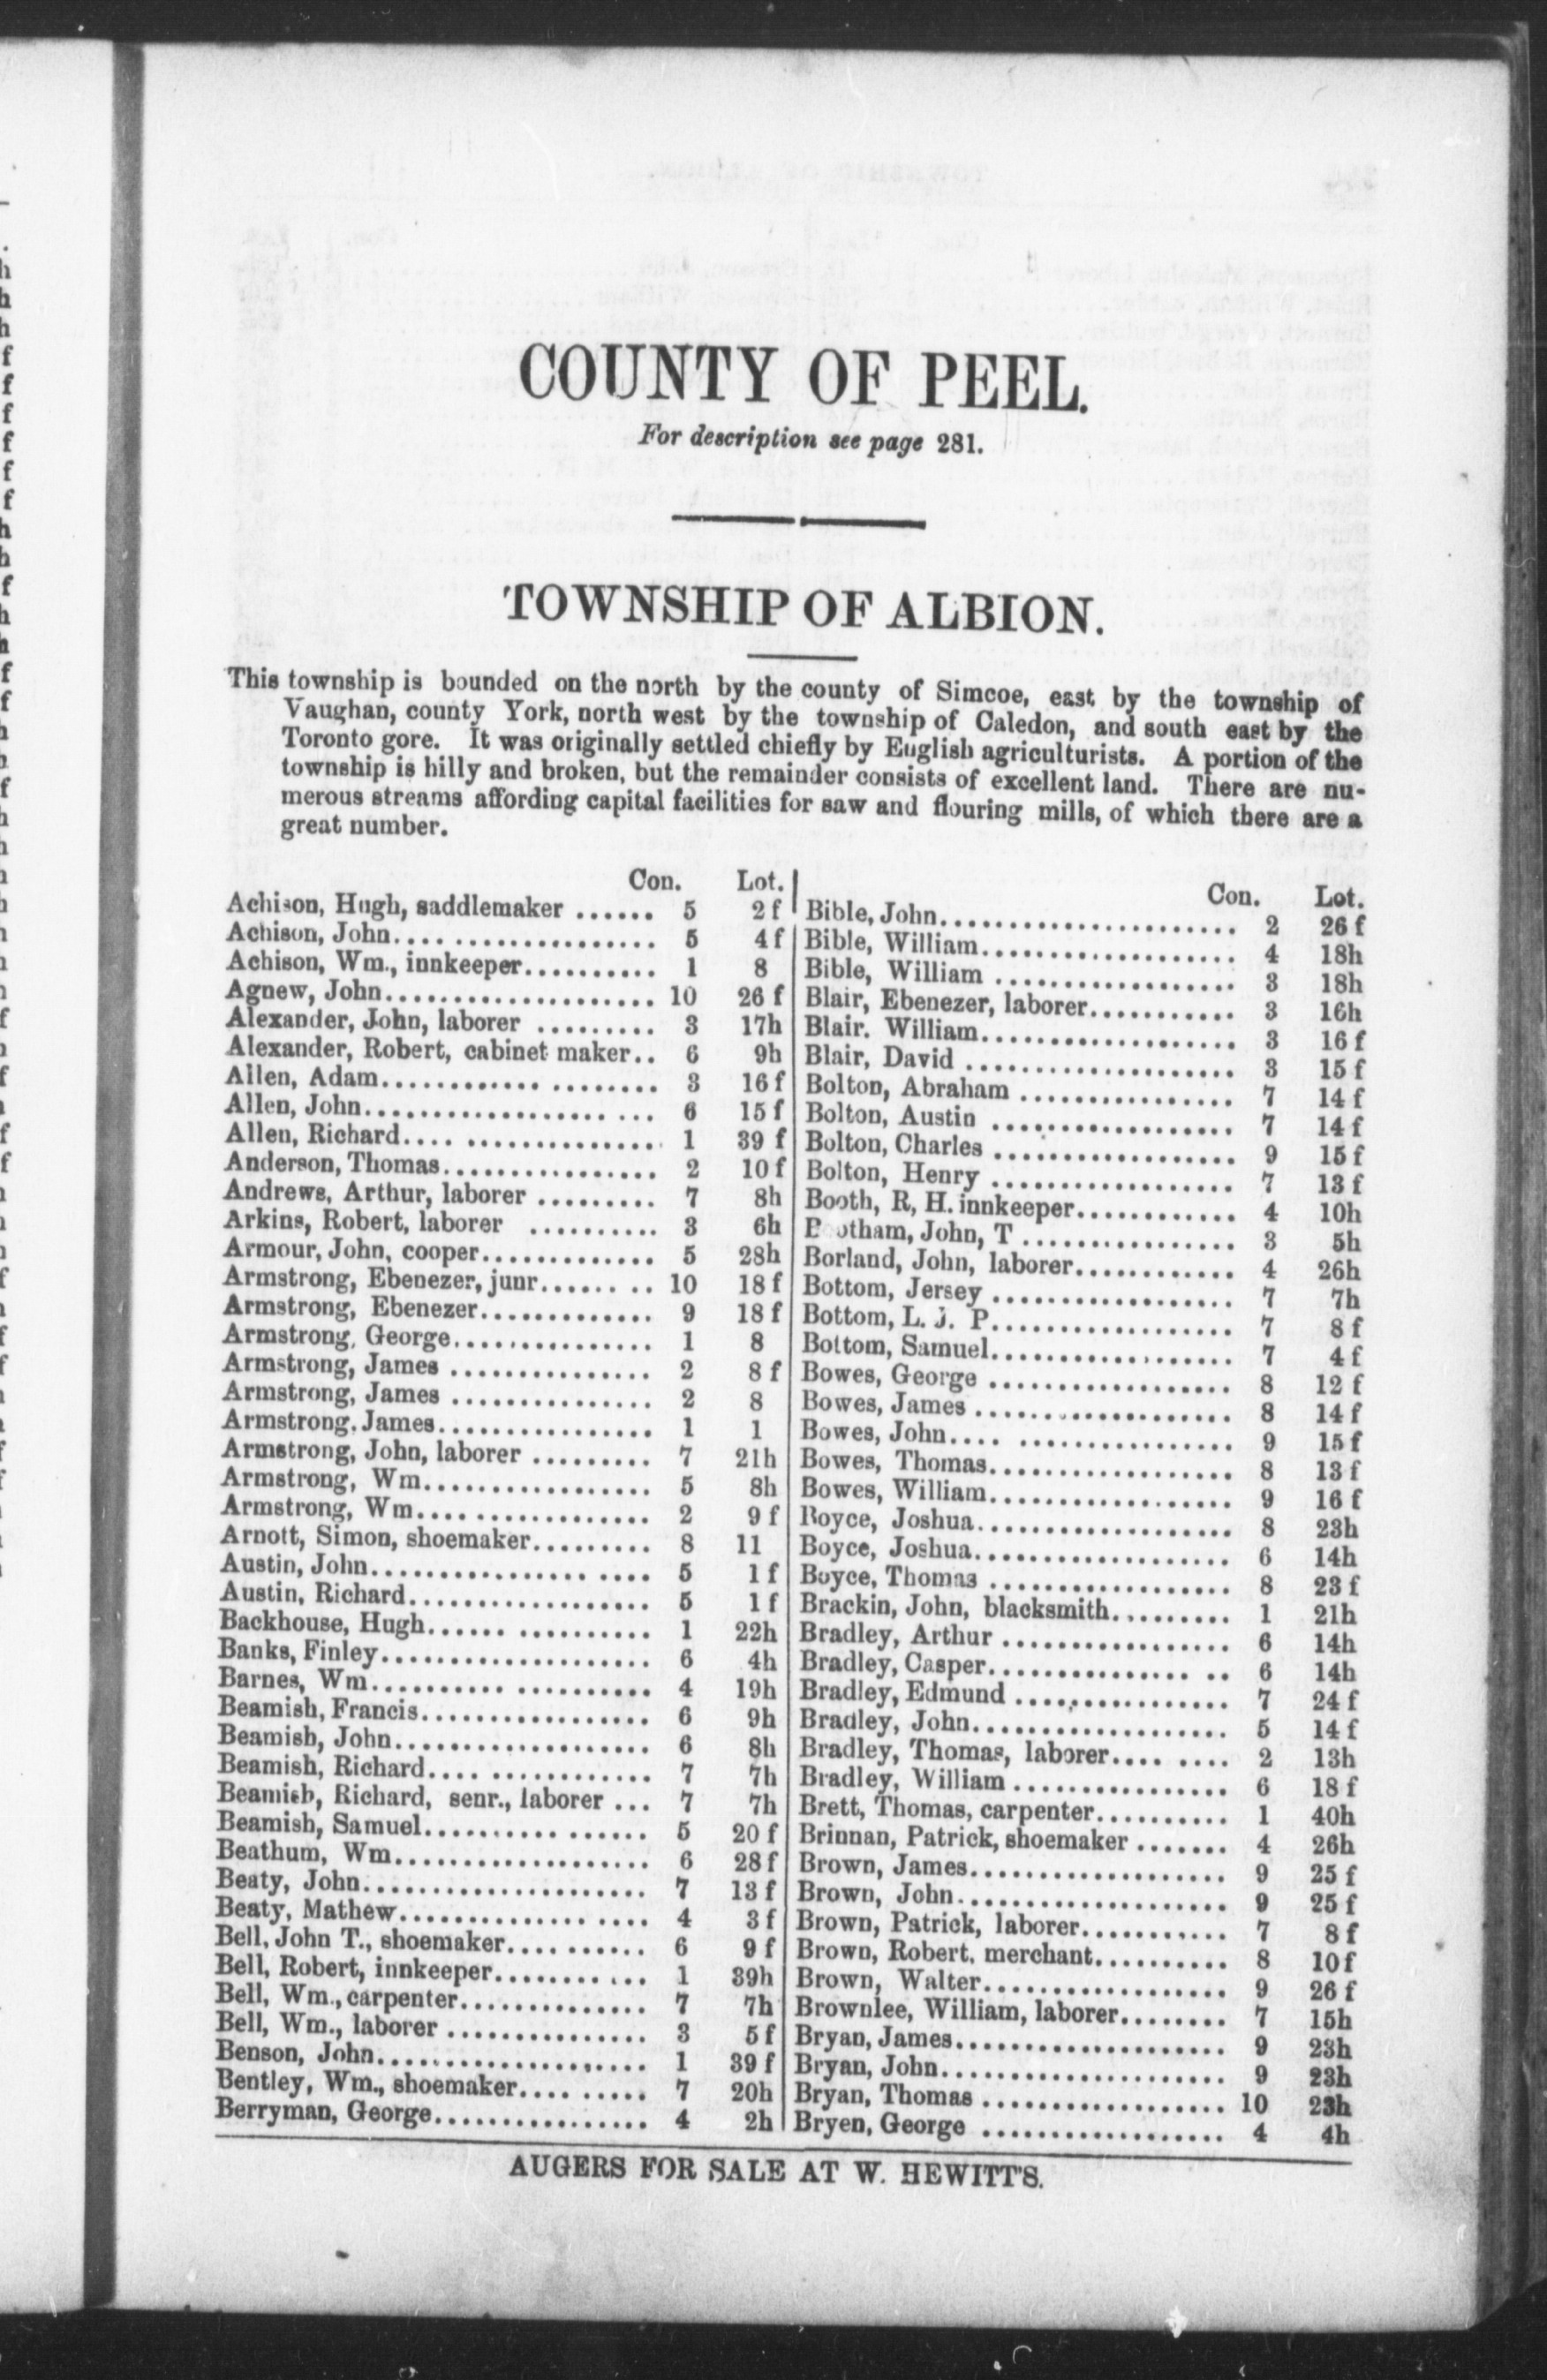 COUNTY OF PEEL.
For description see page 281.
TOWNSHIP OF ALBION.
This township is bounded on the north by the county of Simcoe, east by the township of
Vaughan, county York, north west by the township of Caledon, and south east by the
Toronto gore. It was originally settled chiefly by English agriculturists. A portion of the
township is hilly and broken, but the remainder consists of excellent land. There are nu-
merous streams affording capital facilities for saw and flouring mills, of which there are a
great number.
Con. Lot.
Achison, Hugh, saddlemaker ...... 5 2 f
Achison, John.................... 5 4 f
Achison, Wm., innkeeper.......... 1 8
Agnew, John.................... 10 26 f
Alexander, John, laborer ......... 3 17h
Alexander, Robert, cabinet maker.. 6 9h
Allen, Adam.................... 3 16 f
Allen, John.................... 6 15 f
Allen, Richard.................... 1 39 f
Anderson, Thomas................ 2 10 f
Andrews, Arthur, laborer ......... 7 8h
Arkins, Robert, laborer .......... 3 6h
Armour, John, cooper............. 5 28h
Armstrong, Ebenezer, junr........ 10 18 f
Armstrong, Ebenezer............. 9 18 f
Armstrong, George............... 1 8
Armstrong, James ............... 2 8 f
Armstrong, James ............... 2 8
Armstrong, James................ 1 1
Armstrong, John, laborer ......... 7 21h
Armstrong, Wm................. 5 8h
Armstrong, Wm................. 2 9 f
Arnott, Simon, shoemaker......... 8 11
Austin, John.................... 5 1 f
Austin, Richard.................. 5 1 f
Backhouse, Hugh................ 1 22h
Banks, Finley.................... 6 4h
Barnes, Wm.................... 4 19h
Beamish, Francis................. 6 9h
Beamish, John................... 6 8h
Beamish, Richard................ 7 7h
Beamish, Richard, senr., laborer ... 7 7h
Beamish, Samuel................ 5 20 f
Beathum, Wm................... 6 28 f
Beaty, John..................... 7 13 f
Beaty, Mathew.................. 4 3 f
Bell, John T., shoemaker.......... 6 9 f
Bell, Robert, innkeeper........... 1 39h
Bell, Wm., carpenter.............. 7 7h
Bell, Wm., laborer ............... 3 5 f
Benson, John.................... 1 39 f
Bentley, Wm., shoemaker......... 7 20h
Berryman, George................ 4 2h
Con. Lot.
Bible, John...................... 2 26 f
Bible, William................... 4 18h
Bible, William .................. 3 18h
Blair, Ebenezer, laborer........... 3 16h
Blair. William................... 3 16 f
Blair, David .................... 3 15 f
Bolton, Abraham ................ 7 14 f
Bolton, Austin .................. 7 14 f
Bolton, Charles .................. 9 15 f
Bolton, Henry .................. 7 13 f
Booth, R, H. innkeeper............ 4 10h
B otham, John, T ................ 3 5h
Borland, John, laborer............ 4 26h
Bottom, Jersey .................. 7 7h
Bottom, L. J. P.................. 7 8 f
Bottom, Samuel.................. 7 4 f
Bowes, George .................. 8 12 f
Bowes, James ................... 8 14 f
Bowes, John.................... 9 15 f
Bowes, Thomas.................. 8 13 f
Bowes, William.................. 9 16 f
Boyce, Joshua................... 8 23h
Boyce, Joshua................... 6 14h
Boyce, Thomas .................. 8 23 f
Brackin, John, blacksmith......... 1 21h
Bradley, Arthur ................. 6 14h
Bradley, Casper................. 6 14h
Bradley, Edmund ................ 7 24 f
Bradley, John................... 5 14 f
Bradley, Thomas, laborer......... 2 13h
Bradley, William ................ 6 18 f
Brett, Thomas, carpenter.......... 1 40h
Brinnan, Patrick, shoemaker ....... 4 26h
Brown, James................... 9 25 f
Brown, John.................... 9 25 f
Brown, Patrick, laborer........... 7 8 f
Brown, Robert, merchant.......... 8 10 f
Brown, Walter.................. 9 26 f
Brownlee, William, laborer........ 7 15h
Bryan, James.................... 9 23h
Bryan, John..................... 9 23h
Bryan, Thomas .................. 10 23h
Bryen, George .................. 4 4h
AUGERS FOR SALE AT W. HEWITT'S.